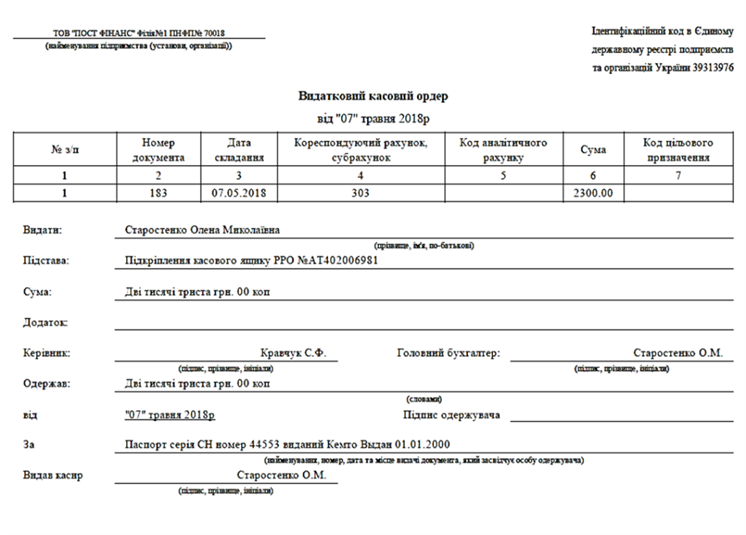 ТОВ "ПОСТ ФІНАНС" Філія№1 ПНФП№ 70018
(найменування підприємства (установи, організації))
Ідентифікаційний код в Єдиному
державному реєстрі подприємств
та організацій України 39313976
Видатковий касовий ордер
від "07" травня 2018р
№ з/п Номер документа Дата складання Кореспондуючий рахунок, субрахунок Код аналітичного рахунку Сума Код цільового призначення
1 2 3 4 5 6 7
1 183 07.05.2018 303 2300.00
Видати: Старостенко Олена Миколаївна
(прізвище, ім'я, по-батькові)
Підстава: Підкріплення касового ящику РРО №АТ402006981
Сума: Дві тисячі триста грн. 00 коп
Додаток:
Керівник: Кравчук С.Ф. Головний бухгалтер: Старостенко О.М.
(підпис, прізвище, ініціали) (підпис, прізвище, ініціали)
Одержав: Дві тисячі триста грн. 00 коп
(словами)
від "07" травня 2018р Підпис одержувача
За Паспорт серія СН номер 44553 виданий Кемто Выдан 01.01.2000
(найменування, номер, дата та місце видачі документа, який засвідчує особу одержувача)
Видав касир Старостенко О.М.
(підпис, прізвище, ініціали)